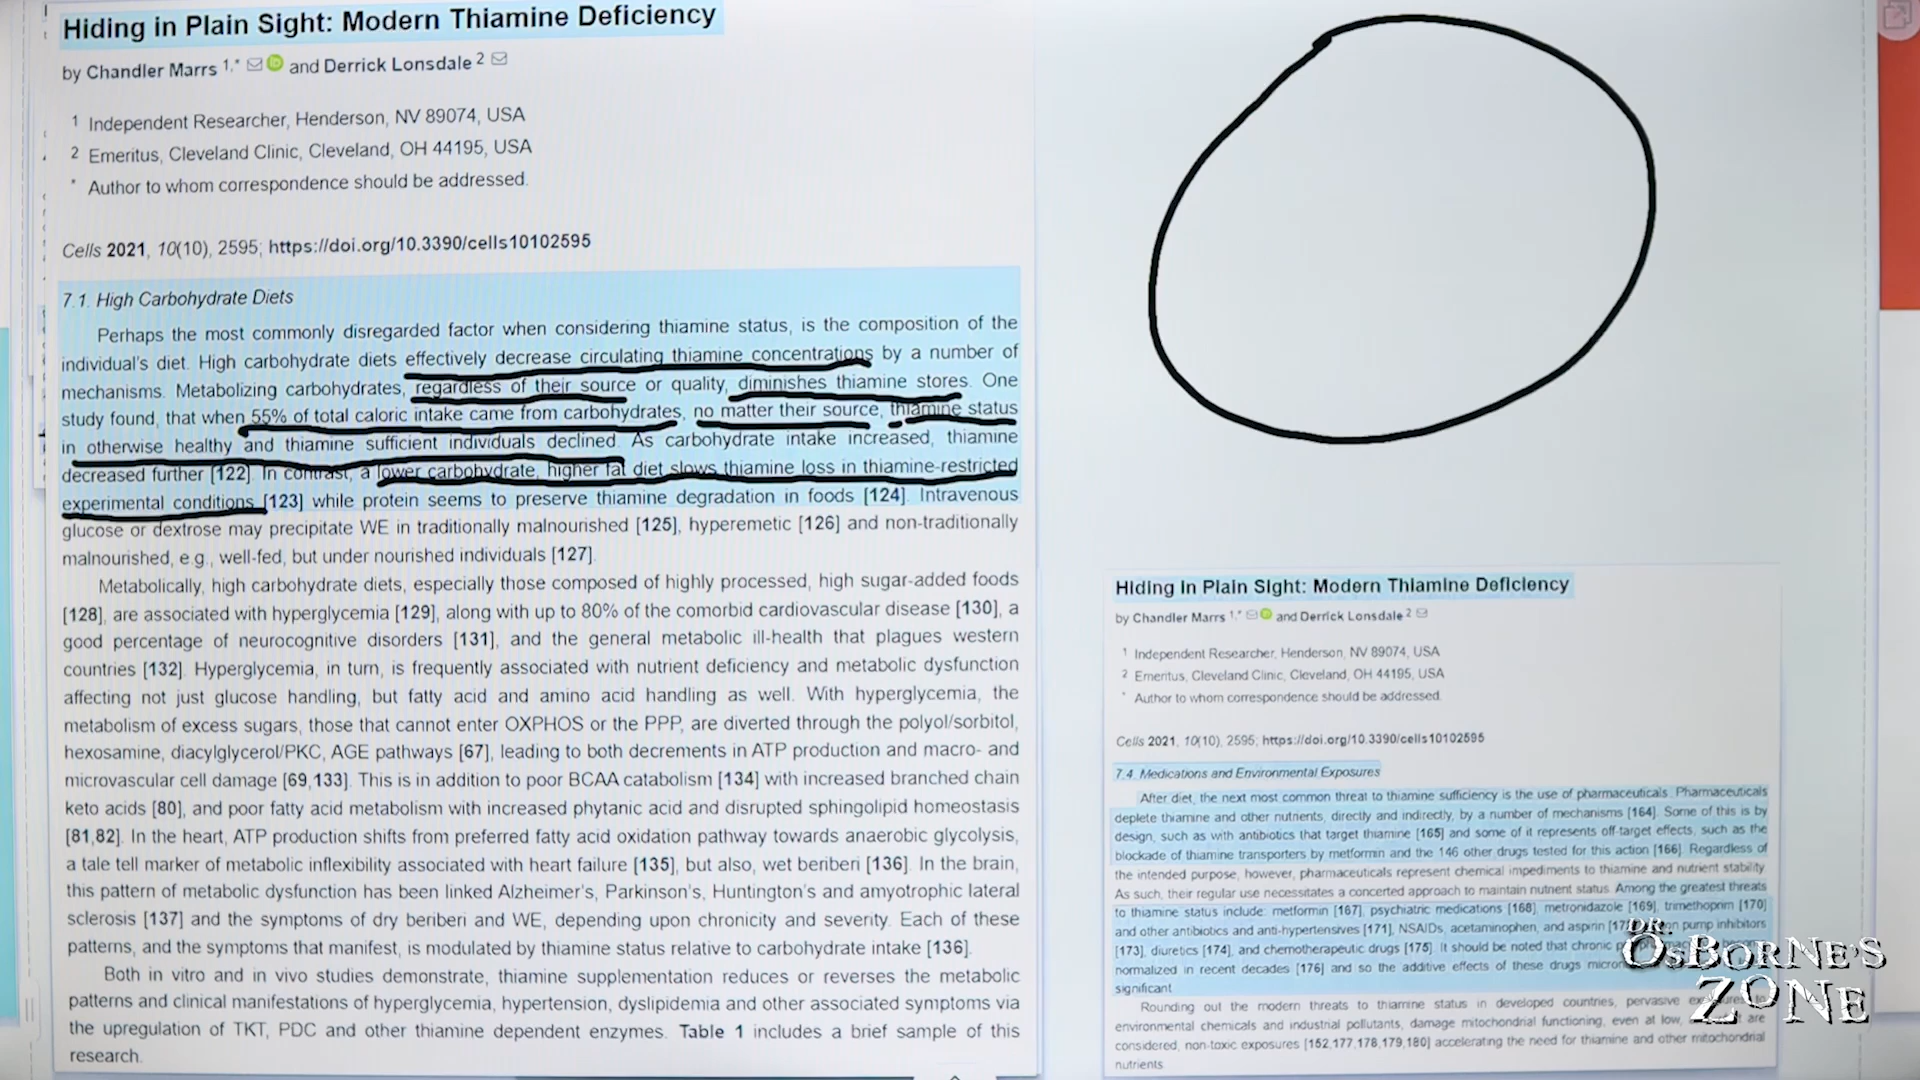 Hiding in Plain Sight: Modern Thiamine Deficiency
by Chandler Marrs 1,* iD and Derrick Lonsdale 2
1 Independent Researcher, Henderson, NV 89074, USA
2 Emeritus, Cleveland Clinic, Cleveland, OH 44195, USA
* Author to whom correspondence should be addressed.
Cells 2021, 10(10), 2595; https://doi.org/10.3390/cells10102595
7.1. High Carbohydrate Diets
Perhaps the most commonly disregarded factor when considering thiamine status, is the composition of the
individual's diet. High carbohydrate diets effectively decrease circulating thiamine concentrations by a number of
mechanisms. Metabolizing carbohydrates, regardless of their source or quality, diminishes thiamine stores. One
study found, that when 55% of total caloric intake came from carbohydrates, no matter their source, thiamine status
in otherwise healthy and thiamine sufficient individuals declined. As carbohydrate intake increased, thiamine
decreased further [122]. In contrast, a lower carbohydrate, higher fat diet slows thiamine loss in thiamine-restricted
experimental conditions [123] while protein seems to preserve thiamine degradation in foods [124]. Intravenous
glucose or dextrose may precipitate WE in traditionally malnourished [125], hyperemetic [126] and non-traditionally
malnourished, e.g., well-fed, but under nourished individuals [127].
Metabolically, high carbohydrate diets, especially those composed of highly processed, high sugar-added foods
[128], are associated with hyperglycemia [129], along with up to 80% of the comorbid cardiovascular disease [130], a
good percentage of neurocognitive disorders [131], and the general metabolic ill-health that plagues western
countries [132]. Hyperglycemia, in turn, is frequently associated with nutrient deficiency and metabolic dysfunction
affecting not just glucose handling, but fatty acid and amino acid handling as well. With hyperglycemia, the
metabolism of excess sugars, those that cannot enter OXPHOS or the PPP, are diverted through the polyol/sorbitol,
hexosamine, diacylglycerol/PKC, AGE pathways [67], leading to both decrements in ATP production and macro- and
microvascular cell damage [69,133]. This is in addition to poor BCAA catabolism [134] with increased branched chain
keto acids [80], and poor fatty acid metabolism with increased phytanic acid and disrupted sphingolipid homeostasis
[81,82]. In the heart, ATP production shifts from preferred fatty acid oxidation pathway towards anaerobic glycolysis,
a tale tell marker of metabolic inflexibility associated with heart failure [135], but also, wet beriberi [136]. In the brain,
this pattern of metabolic dysfunction has been linked Alzheimer's, Parkinson's, Huntington's and amyotrophic lateral
sclerosis [137] and the symptoms of dry beriberi and WE, depending upon chronicity and severity. Each of these
patterns, and the symptoms that manifest, is modulated by thiamine status relative to carbohydrate intake [136].
Both in vitro and in vivo studies demonstrate, thiamine supplementation reduces or reverses the metabolic
patterns and clinical manifestations of hyperglycemia, hypertension, dyslipidemia and other associated symptoms via
the upregulation of TKT, PDC and other thiamine dependent enzymes. Table 1 includes a brief sample of this
research.
Hiding in Plain Sight: Modern Thiamine Deficiency
by Chandler Marrs 1,* iD and Derrick Lonsdale 2
1 Independent Researcher, Henderson, NV 89074, USA
2 Emeritus, Cleveland Clinic, Cleveland, OH 44195, USA
* Author to whom correspondence should be addressed.
Cells 2021, 10(10), 2595; https://doi.org/10.3390/cells10102595
7.4. Medications and Environmental Exposures
After diet, the next most common threat to thiamine sufficiency is the use of pharmaceuticals. Pharmaceuticals
deplete thiamine and other nutrients, directly and indirectly, by a number of mechanisms [164]. Some of this is by
design, such as with antibiotics that target thiamine [165] and some of it represents off-target effects, such as the
blockade of thiamine transporters by metformin and the 146 other drugs tested for this action [166]. Regardless of
the intended purpose, however, pharmaceuticals represent chemical impediments to thiamine and nutrient stability.
As such, their regular use necessitates a concerted approach to maintain nutrient status. Among the greatest threats
to thiamine status include: metformin [167], psychiatric medications [168], metronidazole [169], trimethoprim [170]
and other antibiotics and anti-hypertensives [171], NSAIDs, acetaminophen, and aspirin pump inhibitors
[173], diuretics [174], and chemotherapeutic drugs [175]. It should be noted that chronic
normalized in recent decades [176] and so the additive effects of these drugs
significant.
Rounding out the modern threats to thiamine status in developed countries, pervasive
environmental chemicals and industrial pollutants, damage mitochondrial functioning, even at low, are
considered, non-toxic exposures [152,177,178,179,180] accelerating the need for thiamine and other mitochondrial
nutrients.
DR.
OSBORNE'S
ZONE